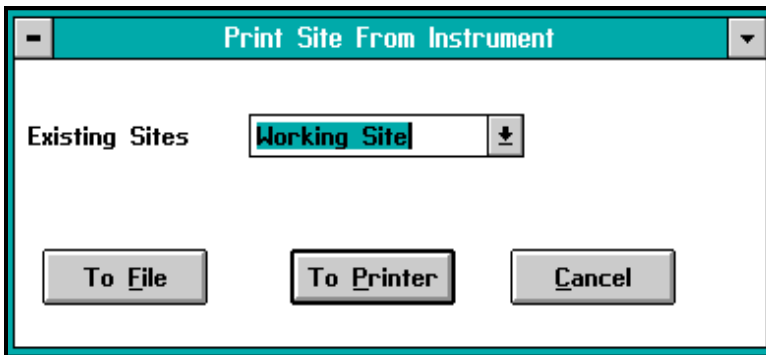 Print Site From Instrument
Existing Sites Working Site
To File To Printer Cancel